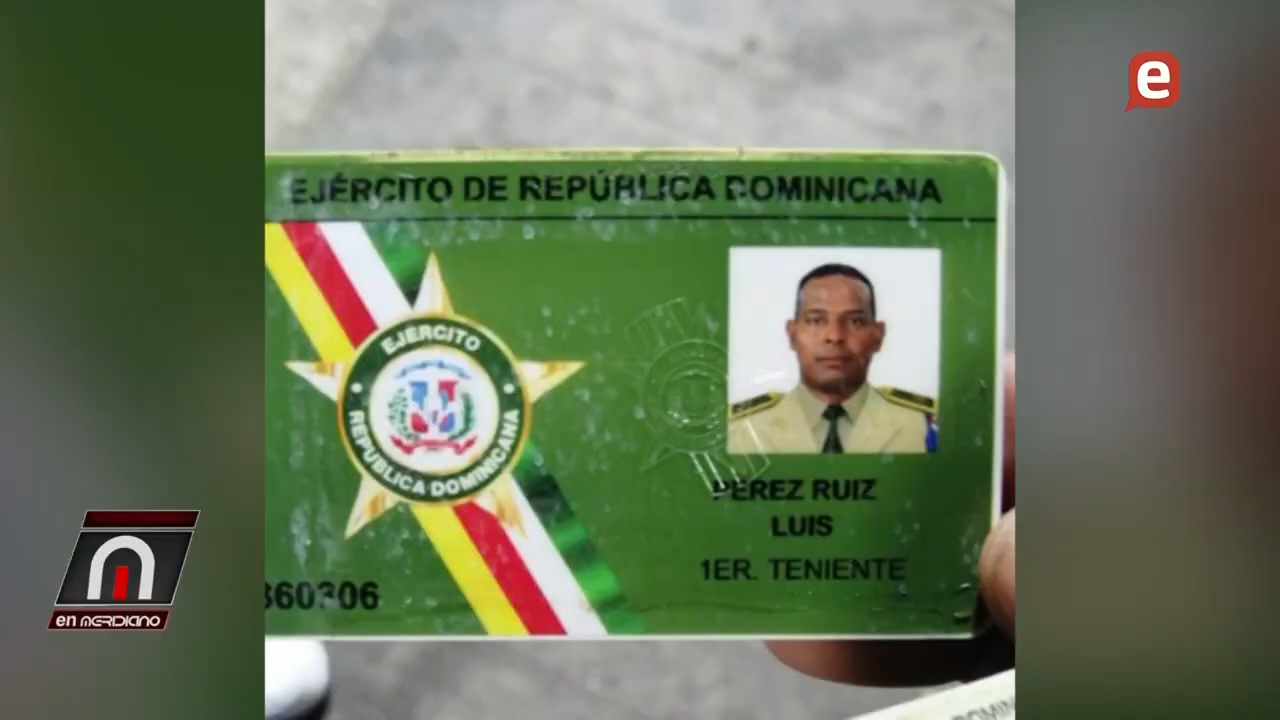 e
EJÉRCITO DE REPÚBLICA DOMINICANA
EJERCITO
REPUBLICA DOMINICANA
PEREZ RUIZ
LUIS
1ER. TENIENTE
360306
en MERIDIANO